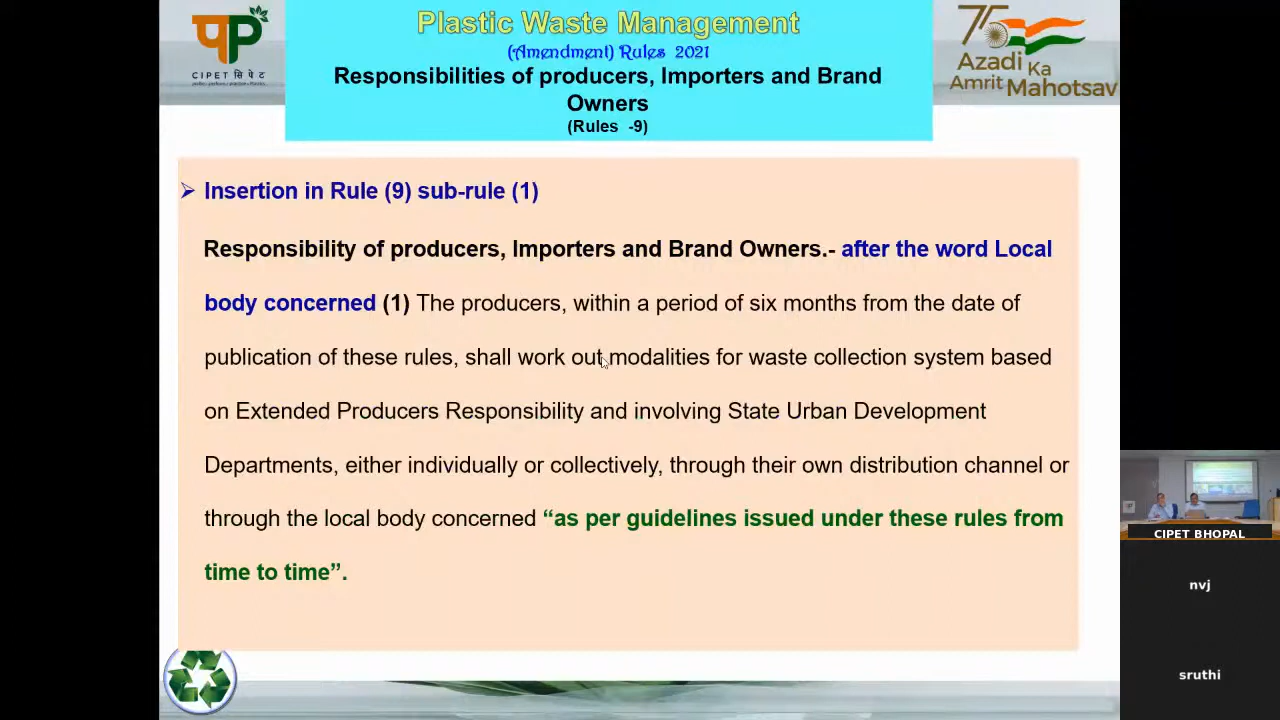 Plastic Waste Management
(Amendment) Rules 2021
Responsibilities of producers, Importers and Brand
Owners
(Rules -9)
CIPET सिपेट
75
Azadi Ka
Amrit Mahotsav
➢ Insertion in Rule (9) sub-rule (1)
Responsibility of producers, Importers and Brand Owners.- after the word Local
body concerned (1) The producers, within a period of six months from the date of
publication of these rules, shall work out modalities for waste collection system based
on Extended Producers Responsibility and involving State Urban Development
Departments, either individually or collectively, through their own distribution channel or
through the local body concerned “as per guidelines issued under these rules from
time to time”.
CIPET BHOPAL
nvj
sruthi